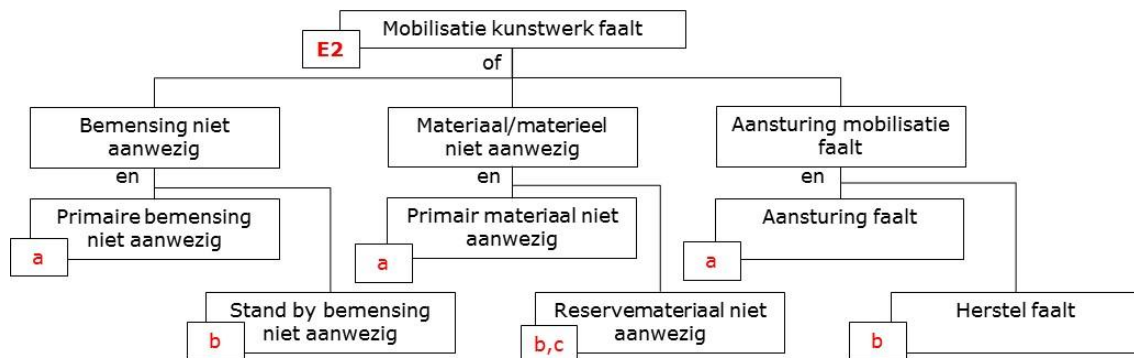 Mobilisatie kunstwerk faalt
E2
of
Bemensing niet
aanwezig
Materiaal/materieel
niet aanwezig
Aansturing mobilisatie
faalt
en
en
en
Primaire bemensing
niet aanwezig
a
Primair materiaal niet
aanwezig
a
Aansturing faalt
a
Stand by bemensing
niet aanwezig
b
Reservemateriaal niet
aanwezig
b,c
Herstel faalt
b